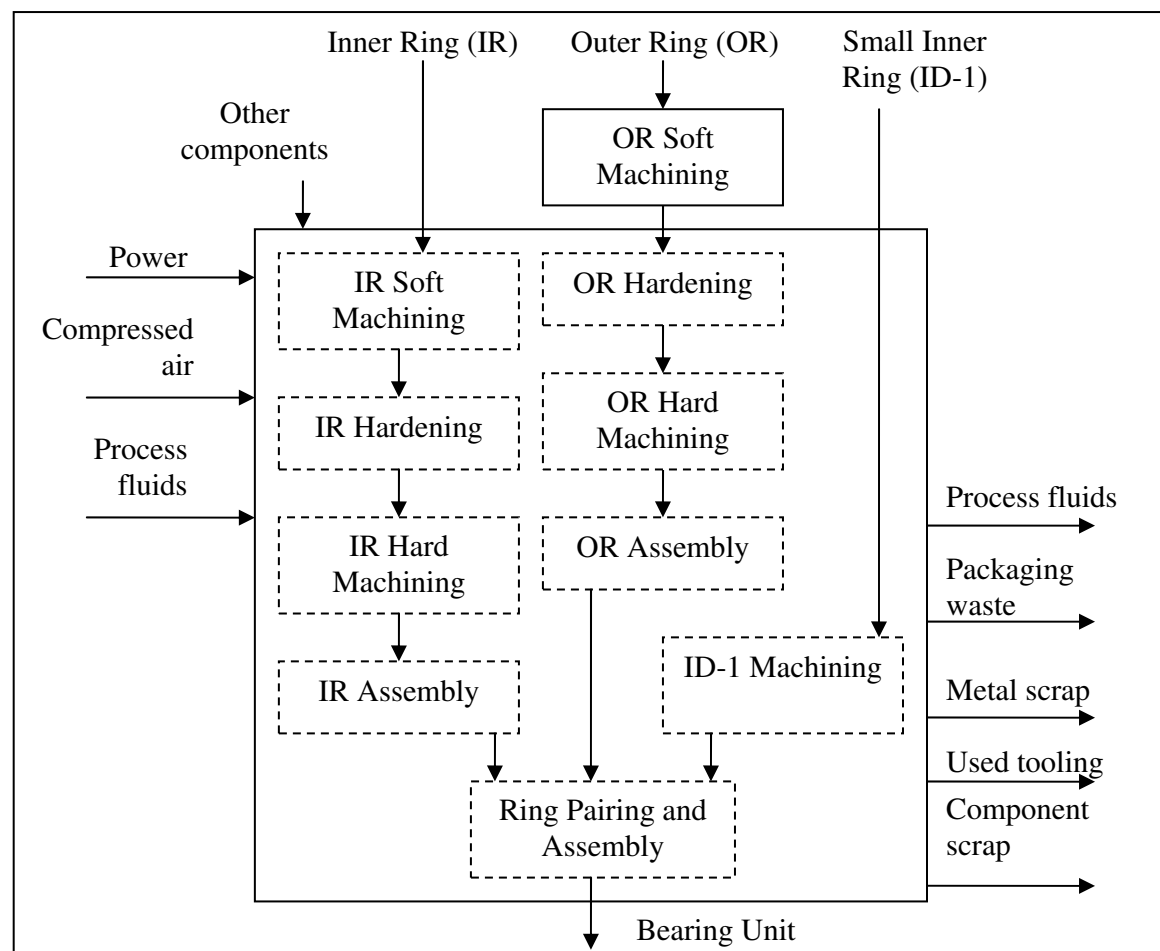 Inner Ring (IR)
Outer Ring (OR)
Small Inner
Ring (ID-1)
Other
components
OR Soft
Machining
Power
Compressed
air
Process
fluids
IR Soft
Machining
OR Hardening
IR Hardening
OR Hard
Machining
IR Hard
Machining
OR Assembly
IR Assembly
ID-1 Machining
Ring Pairing and
Assembly
Process fluids
Packaging
waste
Metal scrap
Used tooling
Component
scrap
Bearing Unit